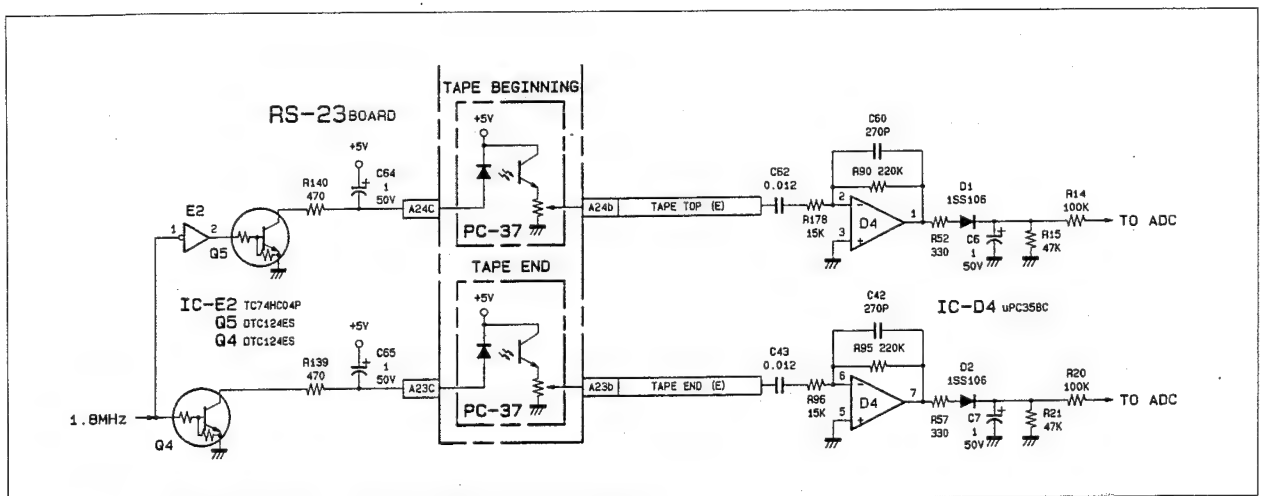 TAPE BEGINNING
RS-23 BOARD
+5V
+5V
C64
1
50V
R140
470
E2
1
2
Q5
A24C
PC-37
A24b
TAPE TOP (E)
C62
0.012
R178
15K
C60
270P
R90 220K
2
3
D4
1
R52
330
D1
1SS106
C6
1
50V
R15
47K
R14
100K
TO ADC
TAPE END
IC-E2 TC74HC04P
Q5 DTC124ES
Q4 DTC124ES
+5V
+5V
C65
1
50V
R139
470
1.8MHz
Q4
A23C
PC-37
A23b
TAPE END (E)
C43
0.012
R96
15K
C42
270P
R95 220K
6
5
D4
7
IC-D4 uPC358C
R57
330
D2
1SS106
C7
1
50V
R21
47K
R20
100K
TO ADC